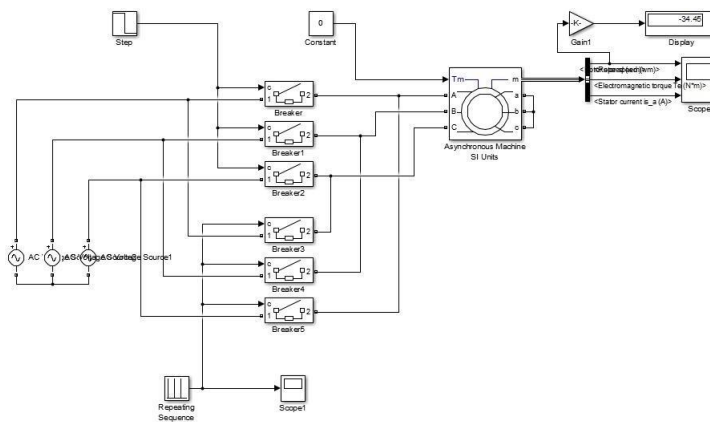 -K-
-34.45
0
Step
Constant
Gain1
Display
Tm
m
<Electromagnetic torque Te (N*m)>
<Stator current is_a (A)>
Scope
A
a
B
b
C
c
Asynchronous Machine
SI Units
c
1
2
Breaker
c
1
2
Breaker1
c
1
2
Breaker2
c
1
2
Breaker3
c
1
2
Breaker4
c
1
2
Breaker5
+
+
+
AC
Source1
Repeating
Sequence
Scope1